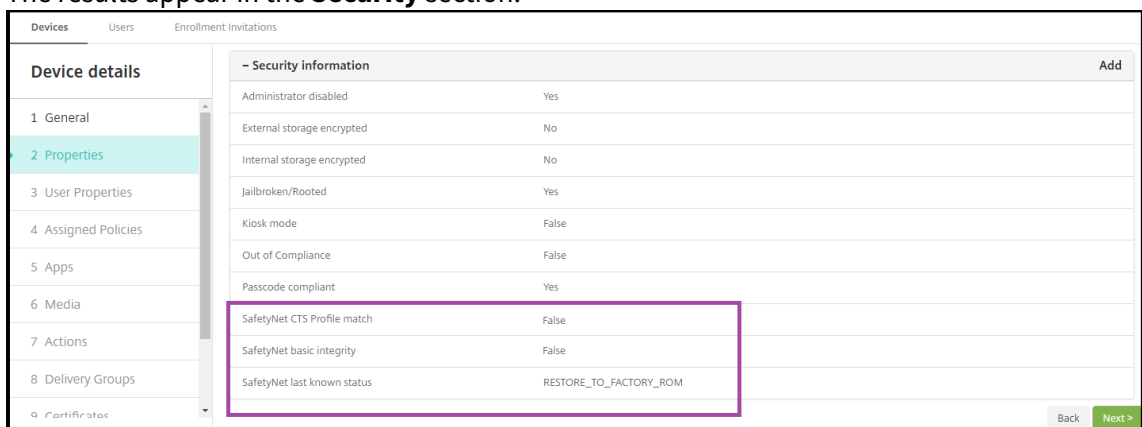 The results appear in the Security section.
Devices Users Enrollment Invitations
Device details
1 General
2 Properties
3 User Properties
4 Assigned Policies
5 Apps
6 Media
7 Actions
8 Delivery Groups
9 Certificates
− Security information Add
Administrator disabled Yes
External storage encrypted No
Internal storage encrypted No
Jailbroken/Rooted Yes
Kiosk mode False
Out of Compliance False
Passcode compliant Yes
SafetyNet CTS Profile match False
SafetyNet basic integrity False
SafetyNet last known status RESTORE_TO_FACTORY_ROM
Back Next >